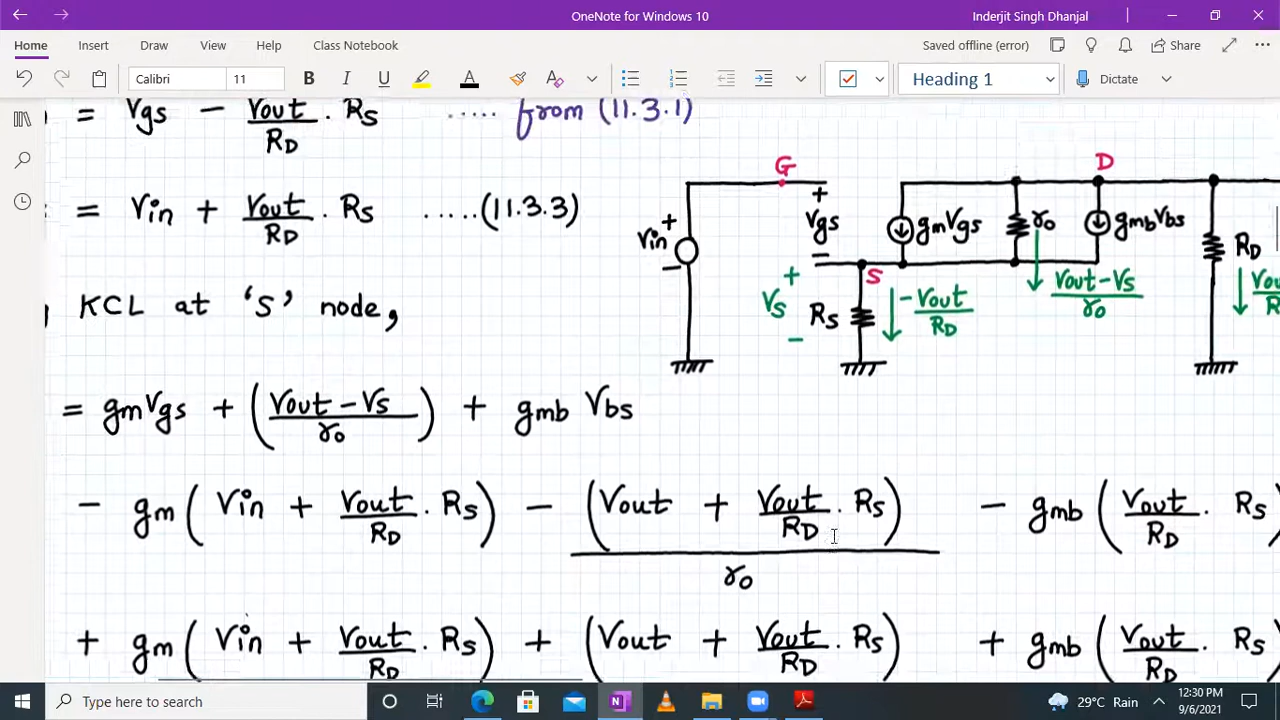 OneNote for Windows 10
Inderjit Singh Dhanjal
Home Insert Draw View Help Class Notebook
Saved offline (error)
Share
Calibri 11 B I U A
Heading 1
Dictate
= Vgs − Vout/RD . Rs ..... from (11.3.1)
= Vin + Vout/RD . Rs .....(11.3.3)
KCL at 's' node,
= gmVgs + (Vout − Vs / ro) + gmb Vbs
− gm (Vin + Vout/RD . Rs) − (Vout + Vout/RD . Rs) / ro − gmb (Vout/RD . Rs)
+ gm (Vin + Vout/RD . Rs) + (Vout + Vout/RD . Rs) + gmb (Vout/RD . Rs
G
D
+
Vgs
−
+
Vin
−
gmVgs
ro
gmbVbs
RD
S
+
Vs
−
Rs
−Vout/RD
Vout−Vs/ro
Type here to search
29°C Rain
12:30 PM
9/6/2021